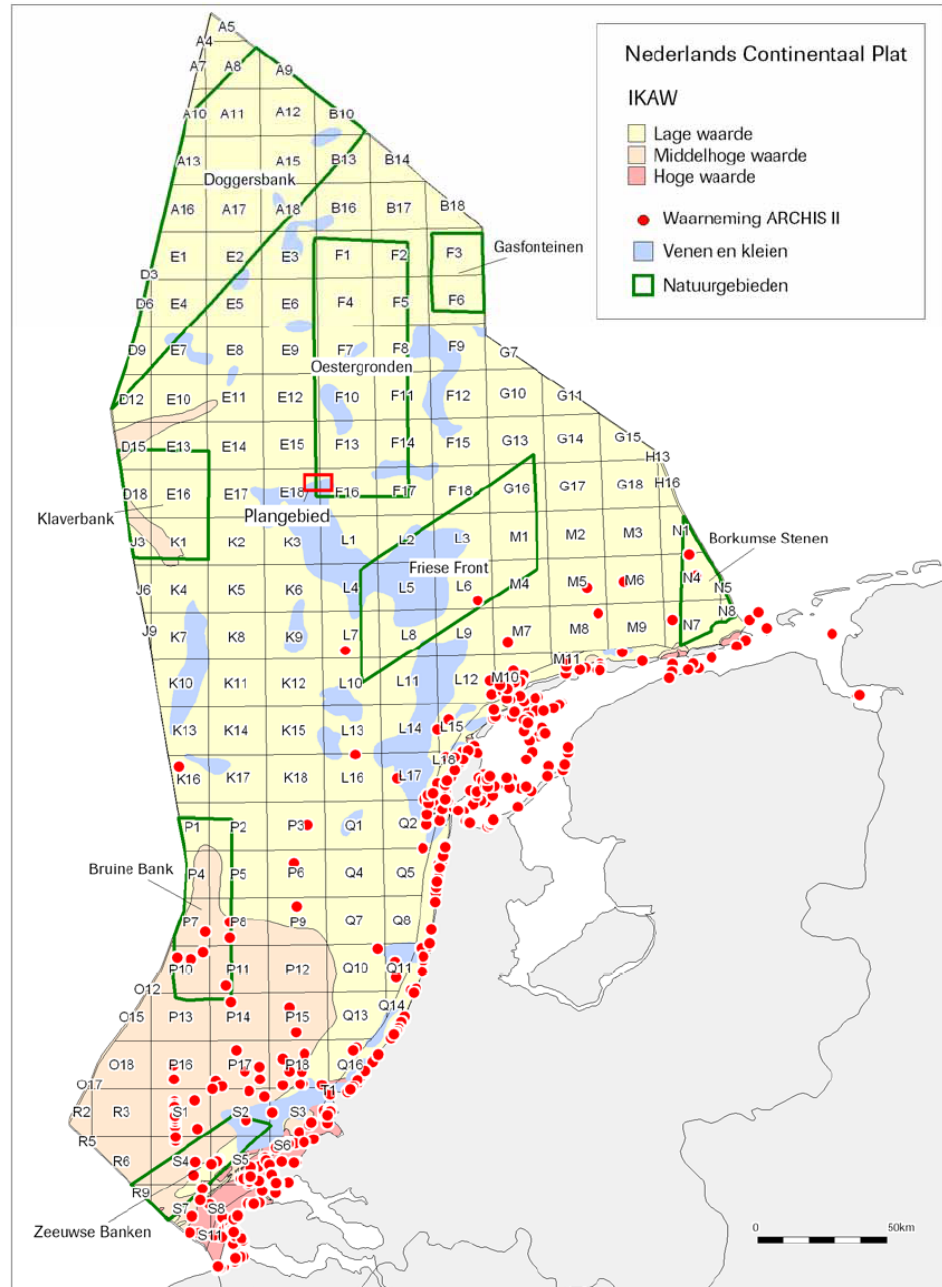 Nederlands Continentaal Plat
IKAW
Lage waarde
Middelhoge waarde
Hoge waarde
Waarneming ARCHIS II
Venen en kleien
Natuurgebieden
A5
A4
A7 A8 A9
A10 A11 A12 B10
A13 A15 B13 B14
Doggersbank
A16 A17 A18 B16 B17 B18
Gasfonteinen
E1 E2 E3 F1 F2 F3
D3
D6 E4 E5 E6 F4 F5 F6
D9 E7 E8 E9 F7 F8 F9 G7
Oestergronden
D12 E10 E11 E12 F10 F11 F12 G10 G11
D15 E13 E14 E15 F13 F14 F15 G13 G14 G15
H13
D18 E16 E17 E18 F16 F17 F18 G16 G17 G18 H16
Klaverbank
Plangebied
J3 K1 K2 K3 L1 L2 L3 M1 M2 M3 N1
Borkumse Stenen
Friese Front
J6 K4 K5 K6 L4 L5 L6 M4 M5 M6 N4 N5
J9 K7 K8 K9 L7 L8 L9 M7 M8 M9 N7 N8
K10 K11 K12 L10 L11 L12 M10 M11
K13 K14 K15 L13 L14 L15
K16 K17 K18 L16 L17 L18
P1 P2 P3 Q1 Q2
Bruine Bank
P4 P5 P6 Q4 Q5
P7 P8 P9 Q7 Q8
P10 P11 P12 Q10 Q11
O12
O15 P13 P14 P15 Q13 Q14
O18 P16 P17 P18 Q16
O17 T1
R2 R3 S1 S2 S3
R5
R6 S4 S5 S6
R9 S7 S8
Zeeuwse Banken
S11
0 50km